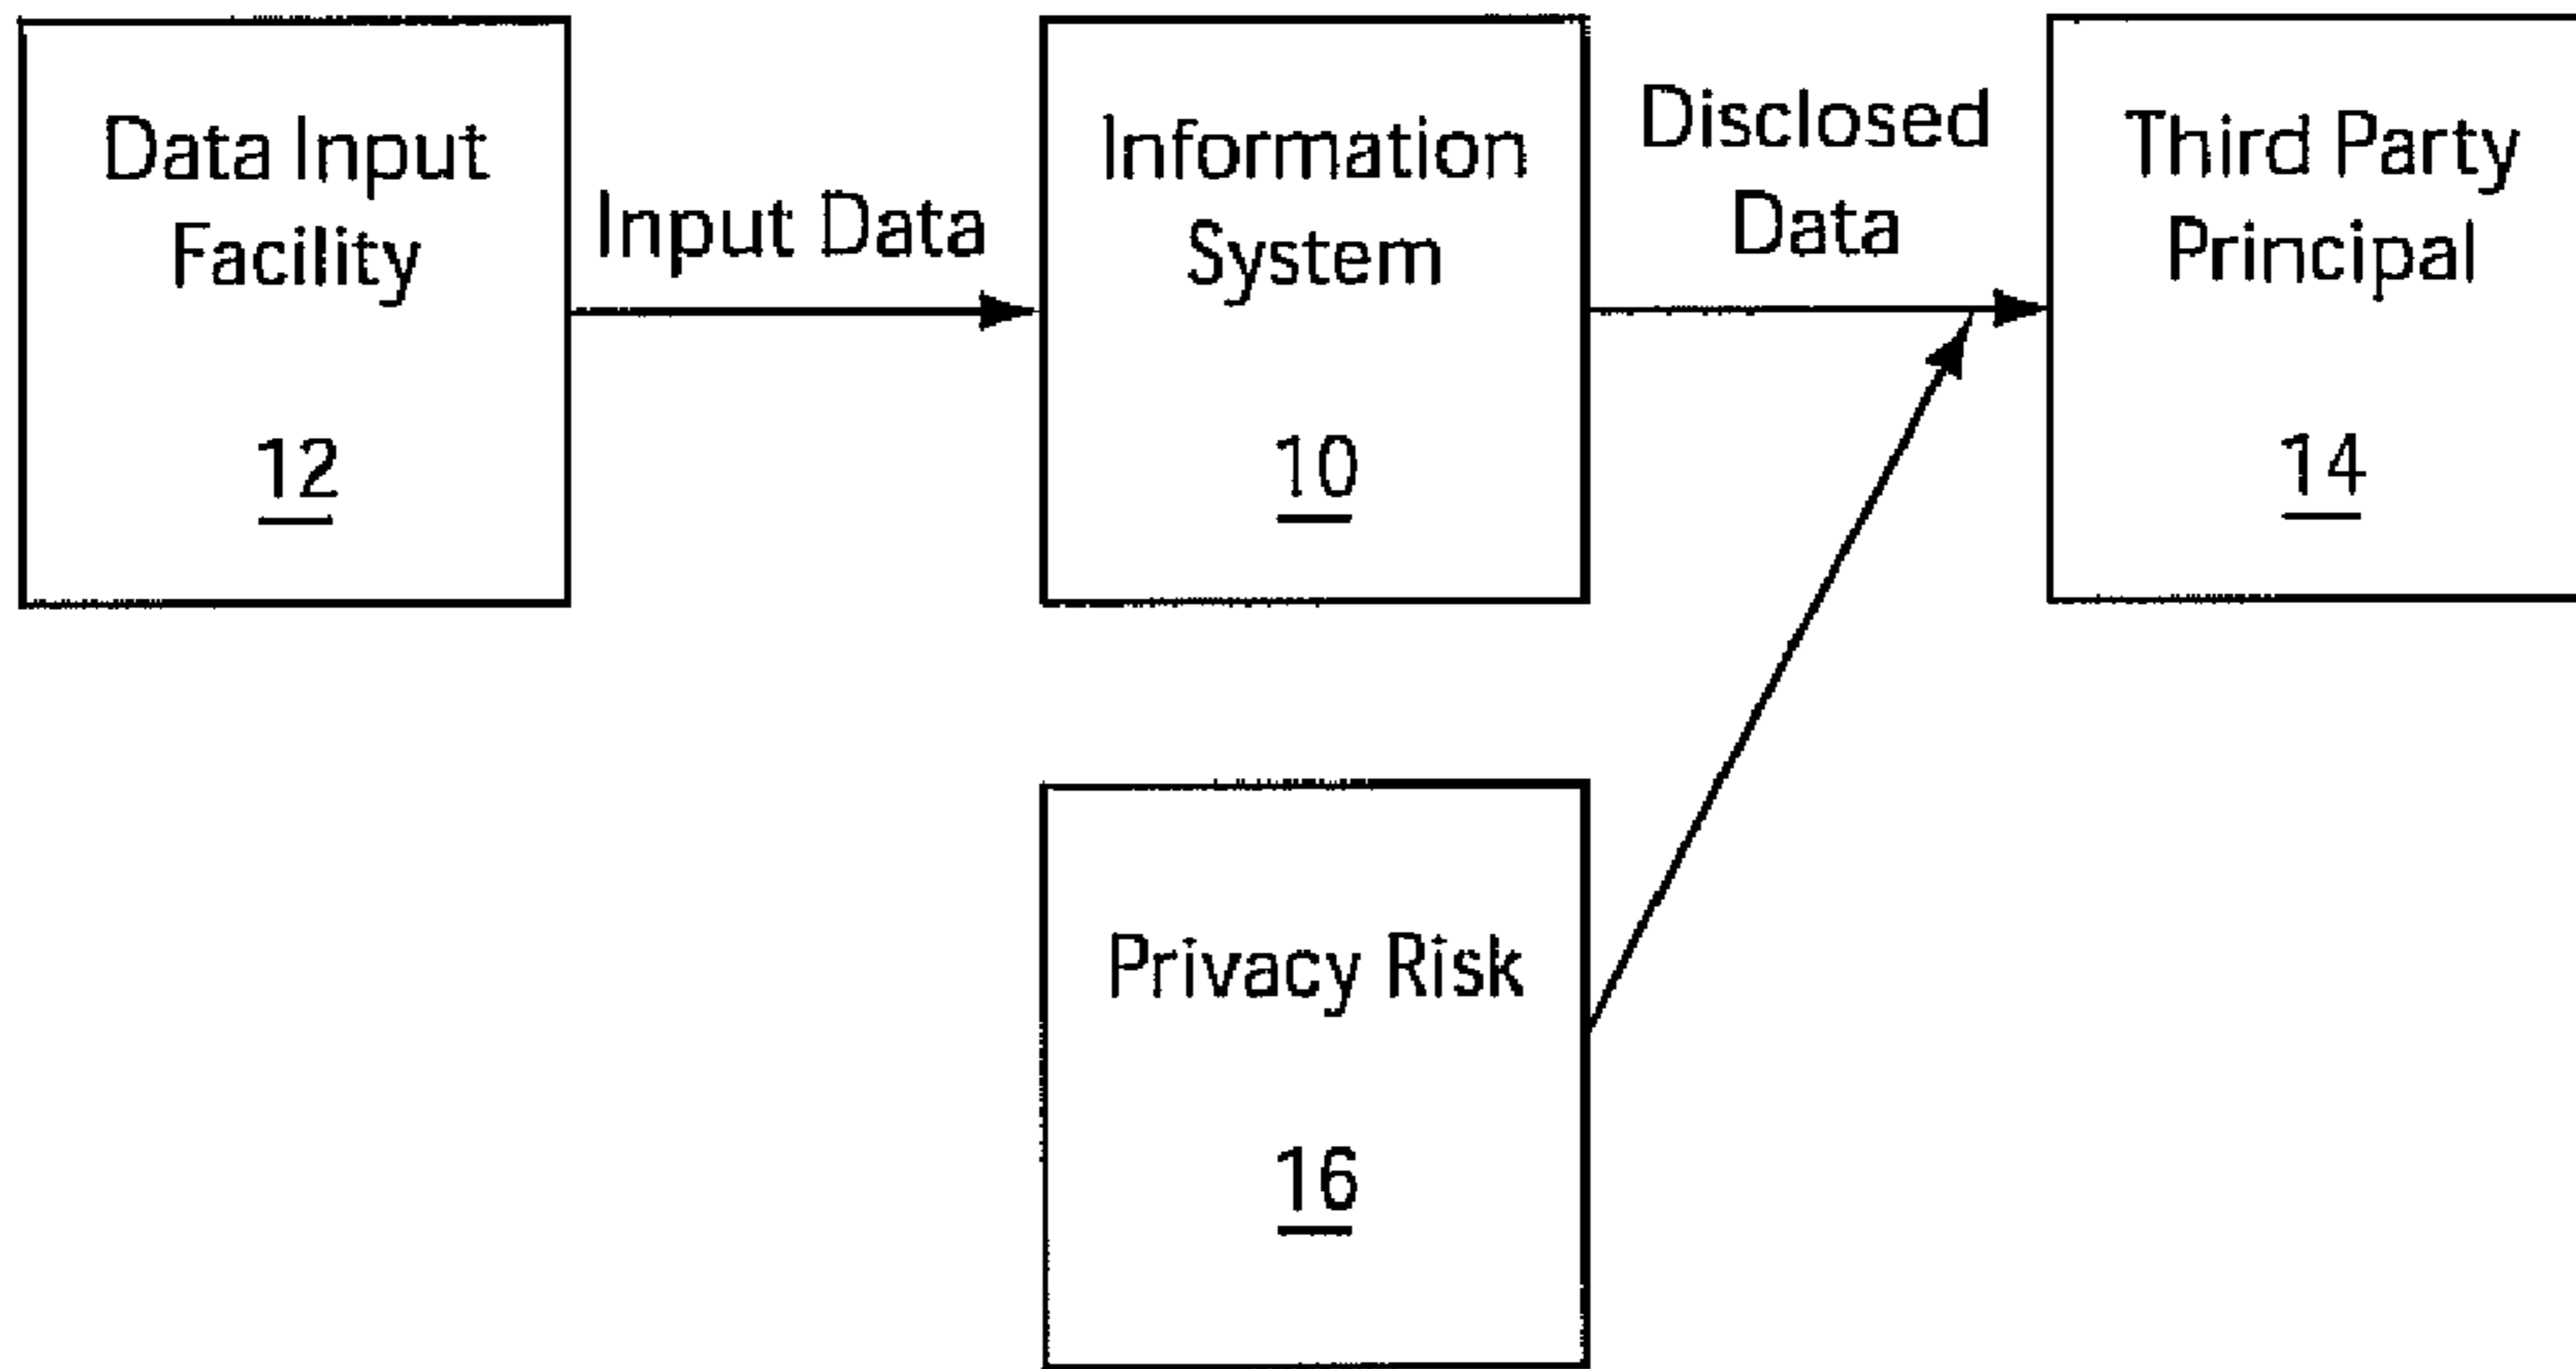 Data Input
Facility
12
Input Data
Information
System
10
Disclosed
Data
Third Party
Principal
14
Privacy Risk
16